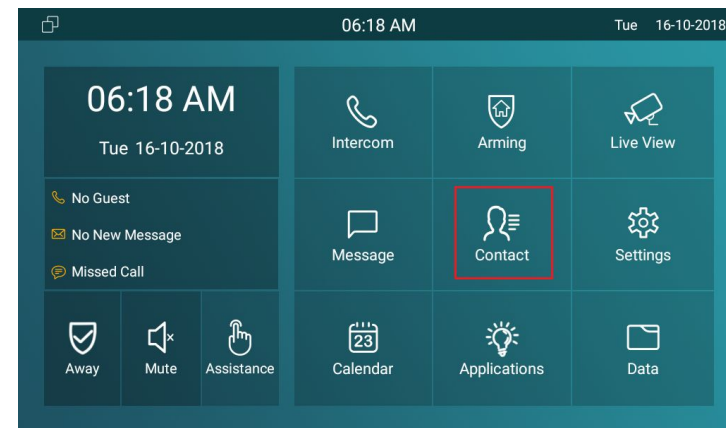 06:18 AM
Tue 16-10-2018
06:18 AM
Tue 16-10-2018
No Guest
No New Message
Missed Call
Away
Mute
Assistance
Intercom
Arming
Live View
Message
Contact
Settings
23
Calendar
Applications
Data